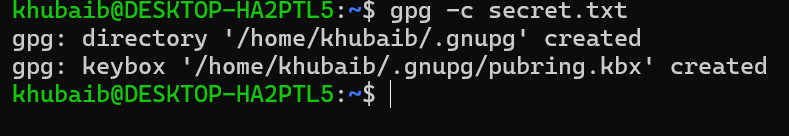 khubaib@DESKTOP-HA2PTL5:~$ gpg -c secret.txt
gpg: directory '/home/khubaib/.gnupg' created
gpg: keybox '/home/khubaib/.gnupg/pubring.kbx' created
khubaib@DESKTOP-HA2PTL5:~$